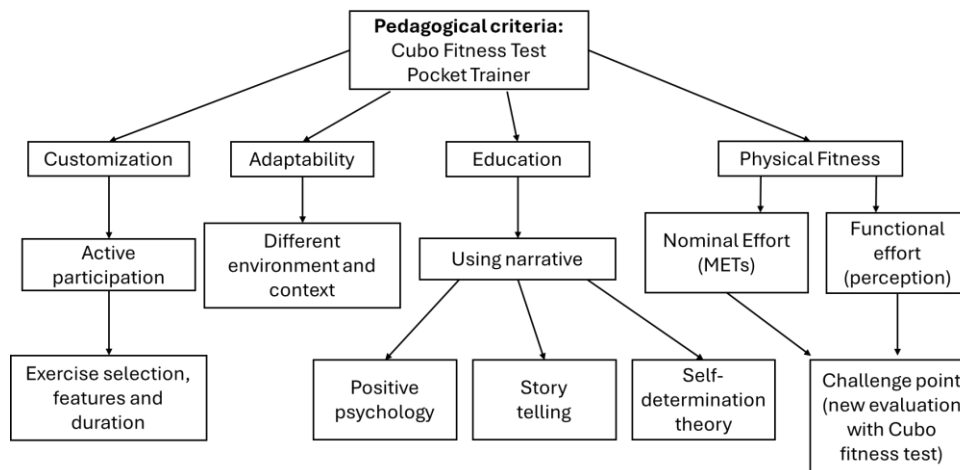 Pedagogical criteria:
Cubo Fitness Test
Pocket Trainer
Customization
Adaptability
Education
Physical Fitness
Active
participation
Different
environment and
context
Using narrative
Nominal Effort
(METs)
Functional
effort
(perception)
Exercise selection,
features and
duration
Positive
psychology
Story
telling
Self-
determination
theory
Challenge point
(new evaluation
with Cubo
fitness test)